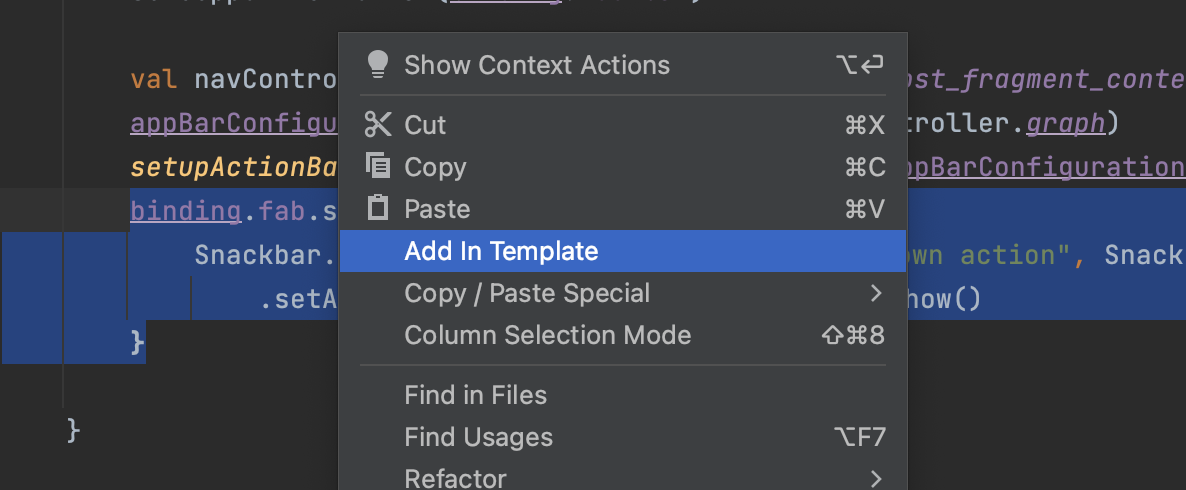 val navContro
ost_fragment_conte
appBarConfigu
troller.graph)
setupActionBa
ppBarConfiguration
binding.fab.s
Snackbar.
own action", Snack
.setA
how()
}
}
Show Context Actions ⌥⏎
Cut ⌘X
Copy ⌘C
Paste ⌘V
Add In Template
Copy / Paste Special >
Column Selection Mode ⇧⌘8
Find in Files
Find Usages ⌥F7
Refactor >